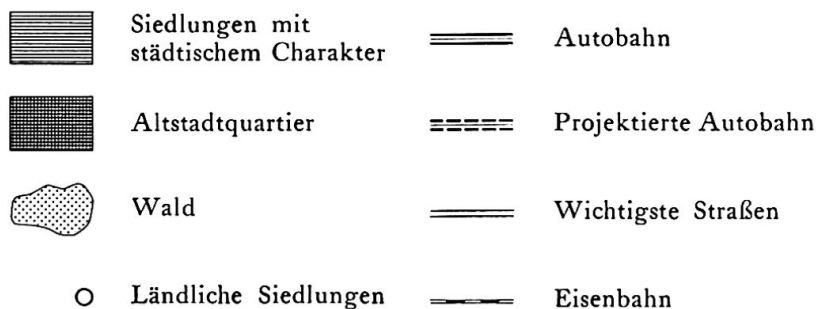 Siedlungen mit
städtischem Charakter
Autobahn
Altstadtquartier
Projektierte Autobahn
Wald
Wichtigste Straßen
Ländliche Siedlungen
Eisenbahn